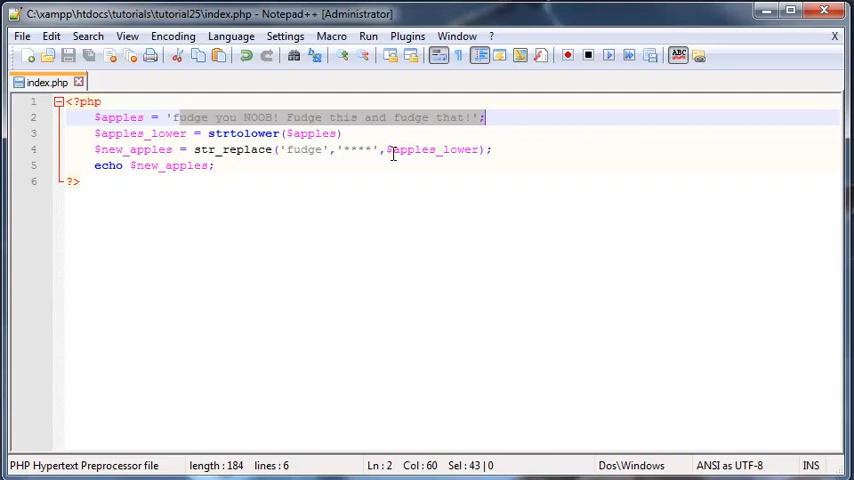 C:\xampp\htdocs\tutorials\tutorial25\index.php - Notepad++ [Administrator]
File Edit Search View Encoding Language Settings Macro Run Plugins Window ? X
ABC
index.php
1 <?php
2 $apples = 'fudge you NOOB! Fudge this and fudge that!';
3 $apples_lower = strtolower($apples)
4 $new_apples = str_replace('fudge','****',$apples_lower);
5 echo $new_apples;
6 ?>
PHP Hypertext Preprocessor file length : 184 lines : 6 Ln : 2 Col : 60 Sel : 43 | 0 Dos\Windows ANSI as UTF-8 INS